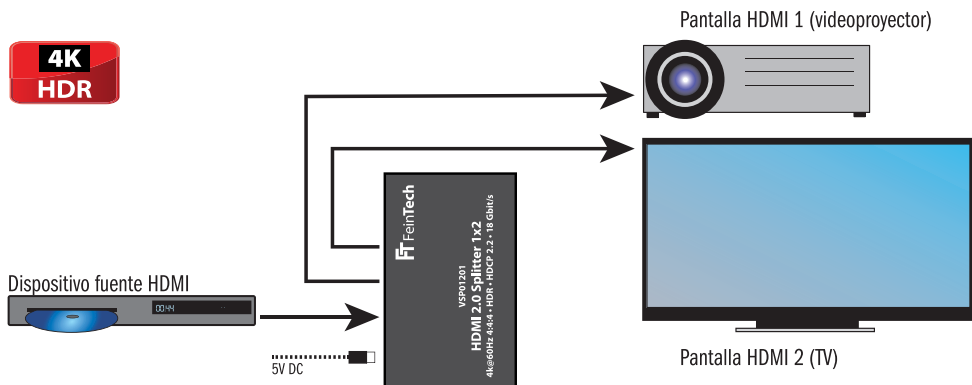 Pantalla HDMI 1 (videoproyector)
4K
HDR
FT FeinTech
VSP01201
HDMI 2.0 Splitter 1x2
4k@60Hz 4:4:4 • HDR • HDCP 2.2 • 18 Gbit/s
Dispositivo fuente HDMI
00:44
5V DC
Pantalla HDMI 2 (TV)